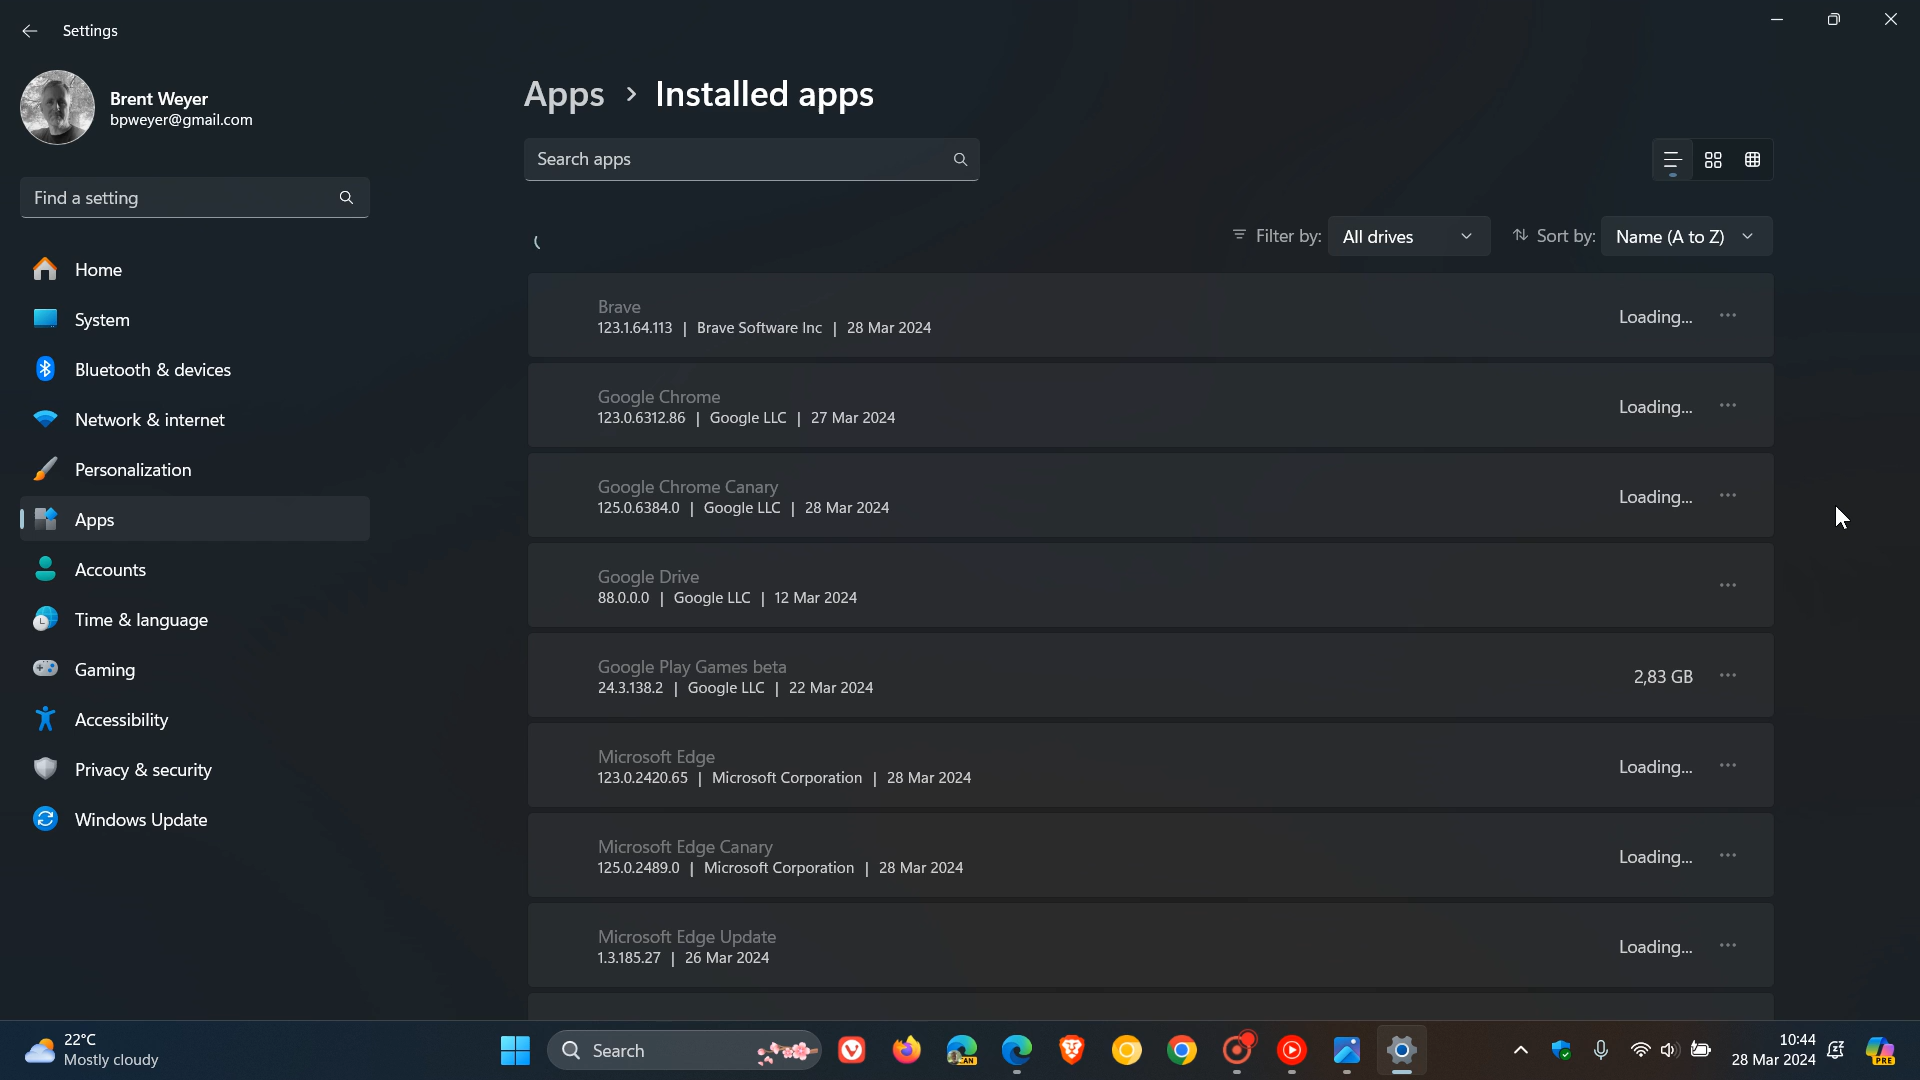 Settings
Brent Weyer
bpweyer@gmail.com
Find a setting
Home
System
Bluetooth & devices
Network & internet
Personalization
Apps
Accounts
Time & language
Gaming
Accessibility
Privacy & security
Windows Update
Apps > Installed apps
Search apps
Filter by: All drives Sort by: Name (A to Z)
Brave
123.1.64.113 | Brave Software Inc | 28 Mar 2024
Loading...
Google Chrome
123.0.6312.86 | Google LLC | 27 Mar 2024
Loading...
Google Chrome Canary
125.0.6384.0 | Google LLC | 28 Mar 2024
Loading...
Google Drive
88.0.0.0 | Google LLC | 12 Mar 2024
Google Play Games beta
24.3.138.2 | Google LLC | 22 Mar 2024
2,83 GB
Microsoft Edge
123.0.2420.65 | Microsoft Corporation | 28 Mar 2024
Loading...
Microsoft Edge Canary
125.0.2489.0 | Microsoft Corporation | 28 Mar 2024
Loading...
Microsoft Edge Update
1.3.185.27 | 26 Mar 2024
Loading...
22°C
Mostly cloudy
Search
CAN
10:44
28 Mar 2024
PRE